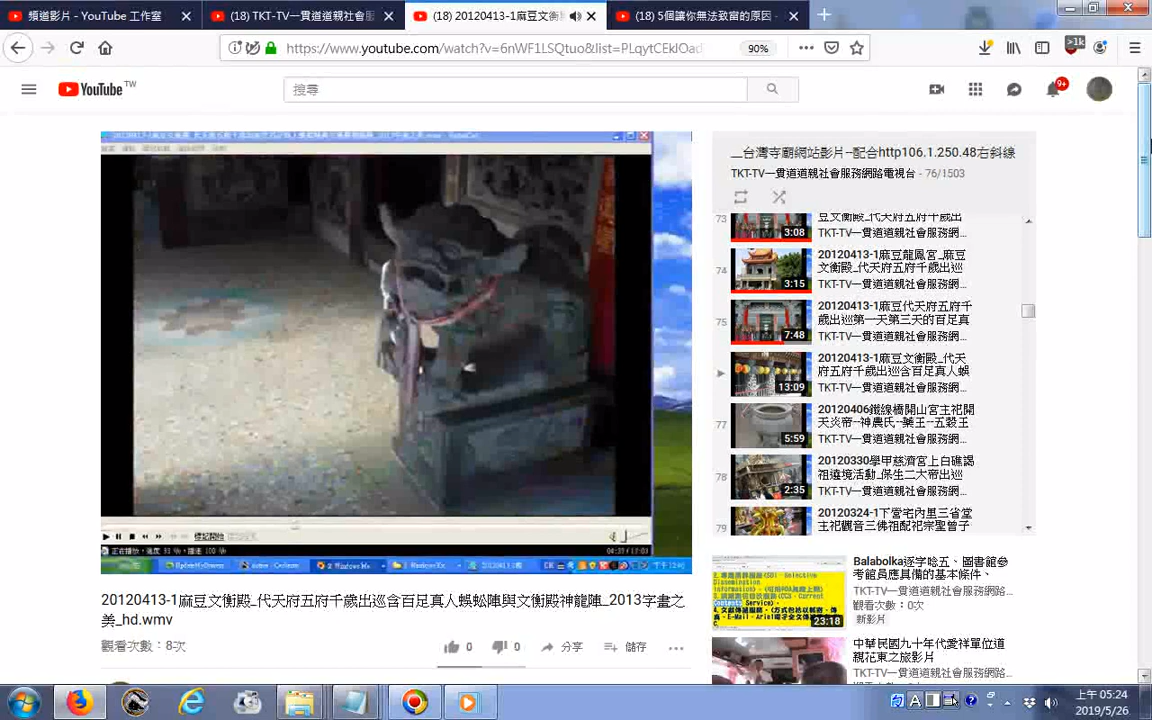 頻道影片 - YouTube 工作室
(18) TKT-TV一貫道道親社會服
(18) 20120413-1麻豆文衡
(18) 5個讓你無法致富的原因
https://www.youtube.com/watch?v=6nWF1LSQtuo&list=PLqytCEkIOad
90%
>1k
YouTube TW
搜尋
9+
__台灣寺廟網站影片--配合http106.1.250.48右斜線
TKT-TV一貫道道親社會服務網路電視台 - 76/1503
73
豆文衡殿_代天府五府千歲出
TKT-TV一貫道道親社會服務網...
3:08
74
20120413-1麻豆龍鳳宮_麻豆
文衡殿_代天府五府千歲出巡
TKT-TV一貫道道親社會服務網...
3:15
75
20120413-1麻豆代天府五府千
歲出巡第一天第三天的百足真
TKT-TV一貫道道親社會服務網...
7:48
20120413-1麻豆文衡殿_代天
府五府千歲出巡含百足真人蜈
TKT-TV一貫道道親社會服務網...
13:09
77
20120406鐵線橋開山宮主祀開
天炎帝--神農氏--藥王--五穀王
TKT-TV一貫道道親社會服務網...
5:59
78
20120330學甲慈濟宮上白礁謁
祖遶境活動_保生二大帝出巡
TKT-TV一貫道道親社會服務網...
2:35
79
20120324-1下營宅內里三省堂
主祀觀音三佛祖配祀宗聖曾子
標記開始
04:37 / 17:03
20120413-1麻豆文衡殿_代天府五府千歲出巡含百足真人蜈蚣陣與文衡殿神龍陣_2013字畫之
美_hd.wmv
觀看次數：8次
0
0
分享
儲存
Balabolka逐字唸五、圖書館參
考館員應具備的基本條件、
TKT-TV一貫道道親社會服務網路...
觀看次數：0次
新影片
23:18
中華民國九十年代愛祥單位道
親花東之旅影片
TKT-TV一貫道道親社會服務網路...
上午 05:24
2019/5/26